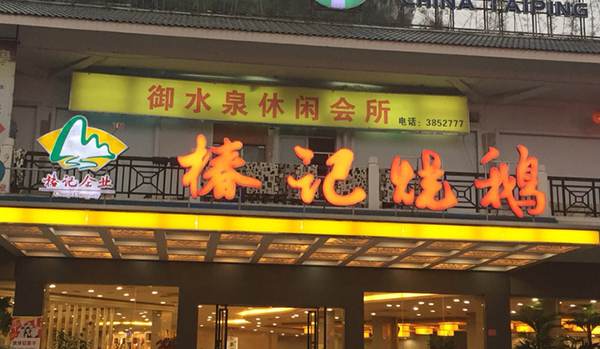 CHINA TAIPING
御水泉休闲会所
电话：3852777
椿记烧鹅
椿记企业